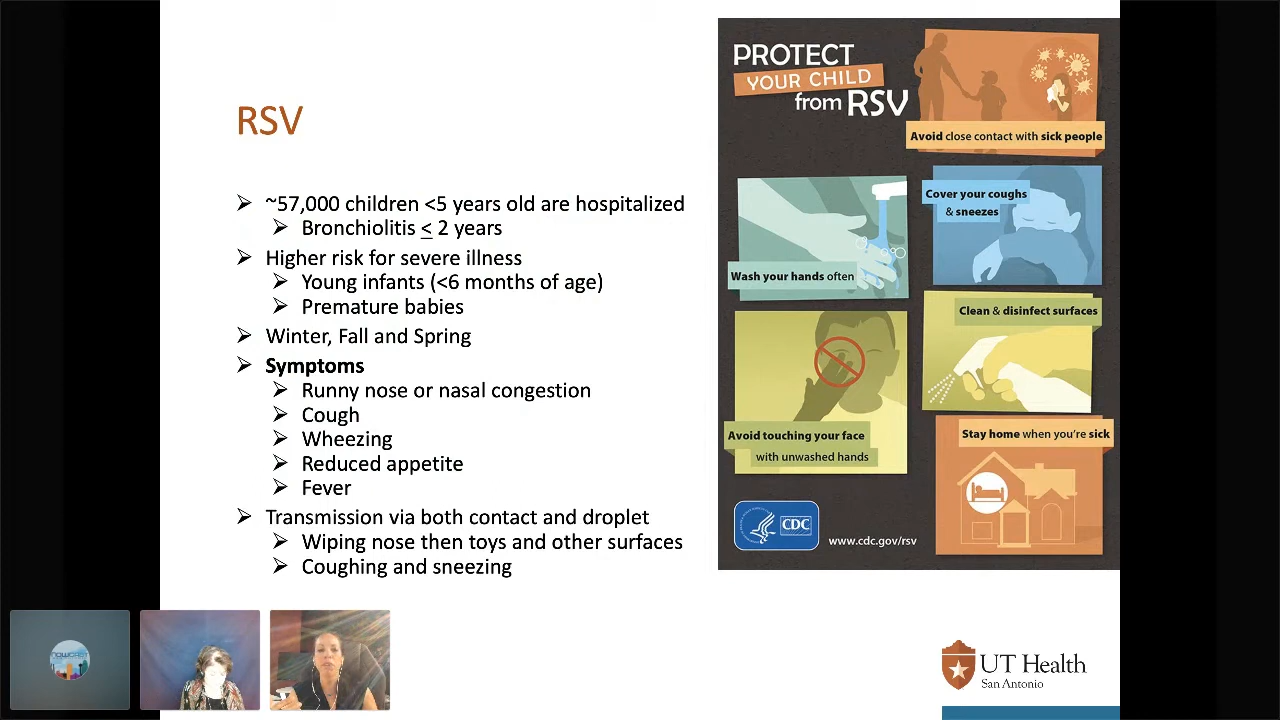 RSV
~57,000 children <5 years old are hospitalized
Bronchiolitis < 2 years
Higher risk for severe illness
Young infants (<6 months of age)
Premature babies
Winter, Fall and Spring
Symptoms
Runny nose or nasal congestion
Cough
Wheezing
Reduced appetite
Fever
Transmission via both contact and droplet
Wiping nose then toys and other surfaces
Coughing and sneezing
PROTECT
YOUR CHILD
from RSV
Avoid close contact with sick people
Wash your hands often
Cover your coughs
& sneezes
Clean & disinfect surfaces
Avoid touching your face
with unwashed hands
Stay home when you're sick
CDC
www.cdc.gov/rsv
NOWCAST
UT Health
San Antonio